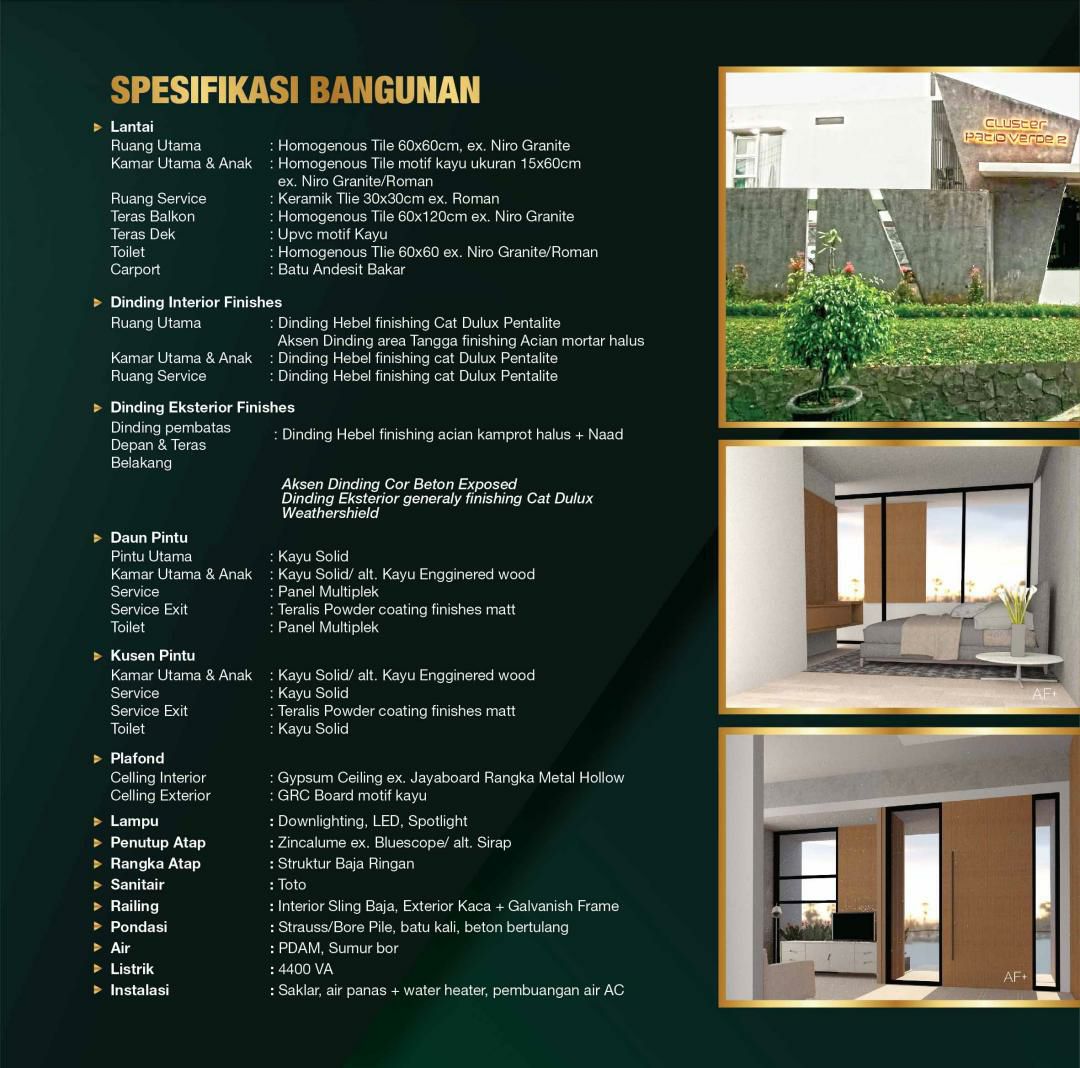 SPESIFIKASI BANGUNAN
Lantai
Ruang Utama : Homogenous Tile 60x60cm, ex. Niro Granite
Kamar Utama & Anak : Homogenous Tile motif kayu ukuran 15x60cm
ex. Niro Granite/Roman
Ruang Service : Keramik Tlie 30x30cm ex. Roman
Teras Balkon : Homogenous Tile 60x120cm ex. Niro Granite
Teras Dek : Upvc motif Kayu
Toilet : Homogenous Tlie 60x60 ex. Niro Granite/Roman
Carport : Batu Andesit Bakar
Dinding Interior Finishes
Ruang Utama : Dinding Hebel finishing Cat Dulux Pentalite
Aksen Dinding area Tangga finishing Acian mortar halus
Kamar Utama & Anak : Dinding Hebel finishing cat Dulux Pentalite
Ruang Service : Dinding Hebel finishing cat Dulux Pentalite
Dinding Eksterior Finishes
Dinding pembatas
Depan & Teras : Dinding Hebel finishing acian kamprot halus + Naad
Belakang
Aksen Dinding Cor Beton Exposed
Dinding Eksterior generaly finishing Cat Dulux
Weathershield
Daun Pintu
Pintu Utama : Kayu Solid
Kamar Utama & Anak : Kayu Solid/ alt. Kayu Engginered wood
Service : Panel Multiplek
Service Exit : Teralis Powder coating finishes matt
Toilet : Panel Multiplek
Kusen Pintu
Kamar Utama & Anak : Kayu Solid/ alt. Kayu Engginered wood
Service : Kayu Solid
Service Exit : Teralis Powder coating finishes matt
Toilet : Kayu Solid
Plafond
Celling Interior : Gypsum Ceiling ex. Jayaboard Rangka Metal Hollow
Celling Exterior : GRC Board motif kayu
Lampu : Downlighting, LED, Spotlight
Penutup Atap : Zincalume ex. Bluescope/ alt. Sirap
Rangka Atap : Struktur Baja Ringan
Sanitair : Toto
Railing : Interior Sling Baja, Exterior Kaca + Galvanish Frame
Pondasi : Strauss/Bore Pile, batu kali, beton bertulang
Air : PDAM, Sumur bor
Listrik : 4400 VA
Instalasi : Saklar, air panas + water heater, pembuangan air AC
CLUSTER
PATIO VERDE 2
AF+
AF+